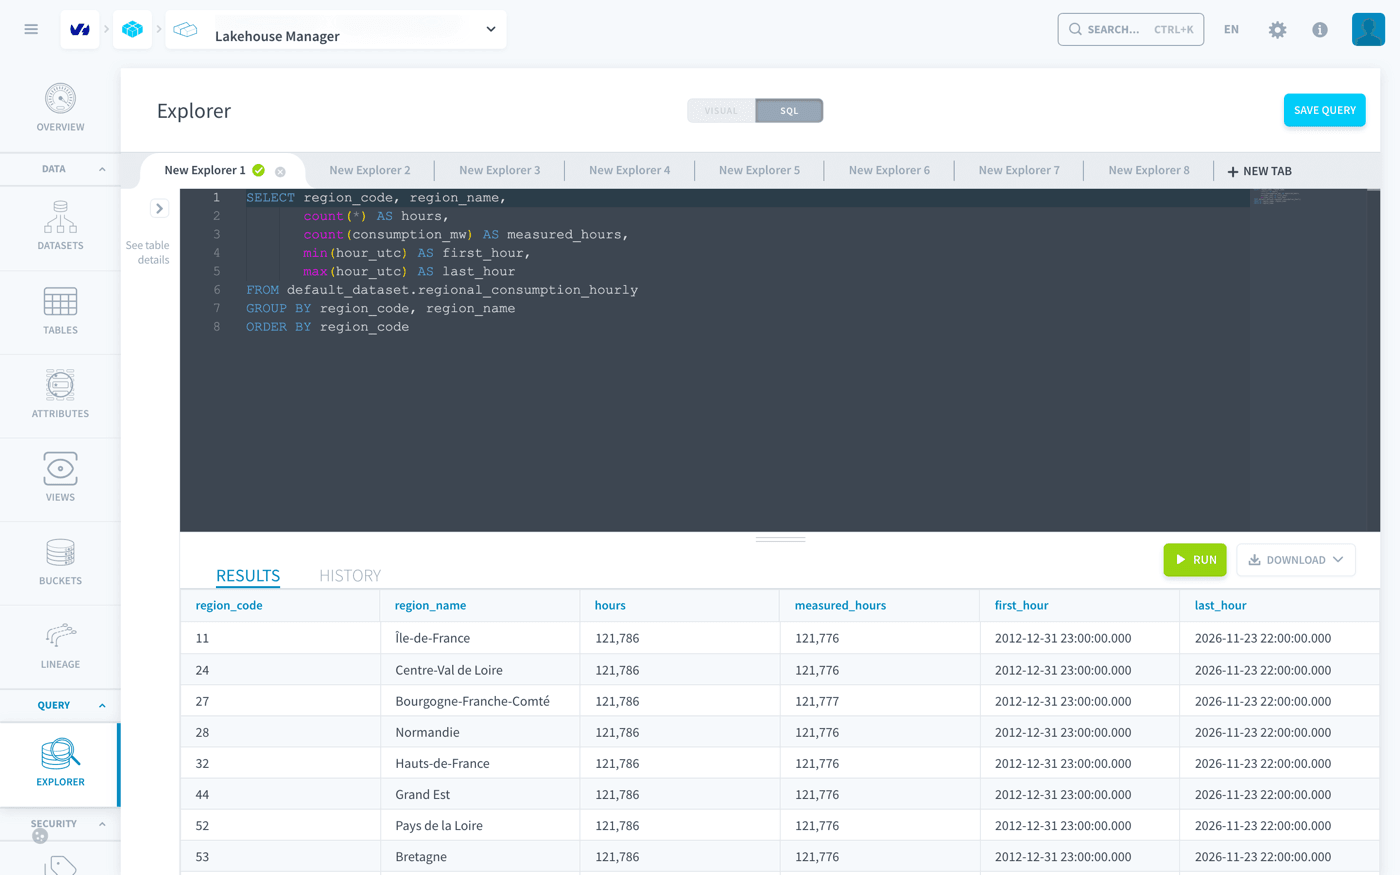 Lakehouse Manager
SEARCH... CTRL+K
EN
OVERVIEW
DATA
DATASETS
TABLES
ATTRIBUTES
VIEWS
BUCKETS
LINEAGE
QUERY
EXPLORER
SECURITY
Explorer
VISUAL SQL
SAVE QUERY
New Explorer 1 New Explorer 2 New Explorer 3 New Explorer 4 New Explorer 5 New Explorer 6 New Explorer 7 New Explorer 8 + NEW TAB
See table
details
1 SELECT region_code, region_name,
2 count(*) AS hours,
3 count(consumption_mw) AS measured_hours,
4 min(hour_utc) AS first_hour,
5 max(hour_utc) AS last_hour
6 FROM default_dataset.regional_consumption_hourly
7 GROUP BY region_code, region_name
8 ORDER BY region_code
RUN DOWNLOAD
RESULTS HISTORY
region_code region_name hours measured_hours first_hour last_hour
11 Île-de-France 121,786 121,776 2012-12-31 23:00:00.000 2026-11-23 22:00:00.000
24 Centre-Val de Loire 121,786 121,776 2012-12-31 23:00:00.000 2026-11-23 22:00:00.000
27 Bourgogne-Franche-Comté 121,786 121,777 2012-12-31 23:00:00.000 2026-11-23 22:00:00.000
28 Normandie 121,786 121,776 2012-12-31 23:00:00.000 2026-11-23 22:00:00.000
32 Hauts-de-France 121,786 121,776 2012-12-31 23:00:00.000 2026-11-23 22:00:00.000
44 Grand Est 121,786 121,776 2012-12-31 23:00:00.000 2026-11-23 22:00:00.000
52 Pays de la Loire 121,786 121,776 2012-12-31 23:00:00.000 2026-11-23 22:00:00.000
53 Bretagne 121,786 121,776 2012-12-31 23:00:00.000 2026-11-23 22:00:00.000